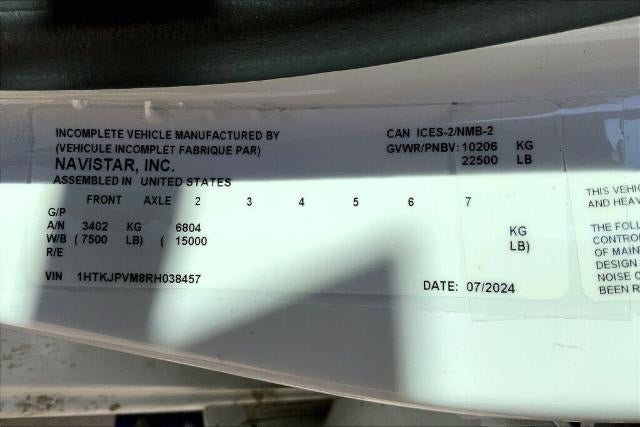 INCOMPLETE VEHICLE MANUFACTURED BY
(VEHICULE INCOMPLET FABRIQUE PAR)
NAVISTAR, INC.
ASSEMBLED IN UNITED STATES
CAN ICES-2/NMB-2
GVWR/PNBV: 10206 KG
22500 LB
FRONT AXLE 2 3 4 5 6 7
G/P
A/N 3402 KG 6804 KG
W/B ( 7500 LB) ( 15000 LB)
R/E
VIN 1HTKJPVM8RH038457
DATE: 07/2024
THIS VEHI
AND HEAV
THE FOLL
CONTROL
OF MAIN
DESIGN
NOISE C
BEEN R